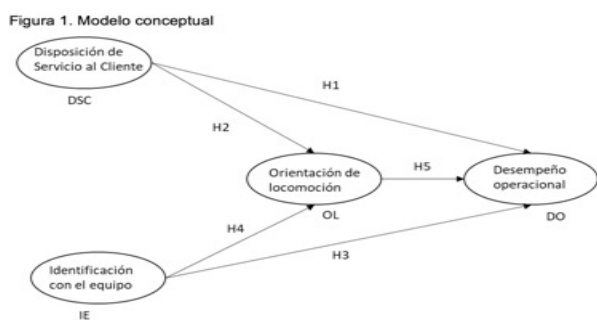 Figura 1. Modelo conceptual
Disposición de
Servicio al Cliente
DSC
H1
H2
Orientación de
locomoción
OL
H5
Desempeño
operacional
DO
H4
H3
Identificación
con el equipo
IE